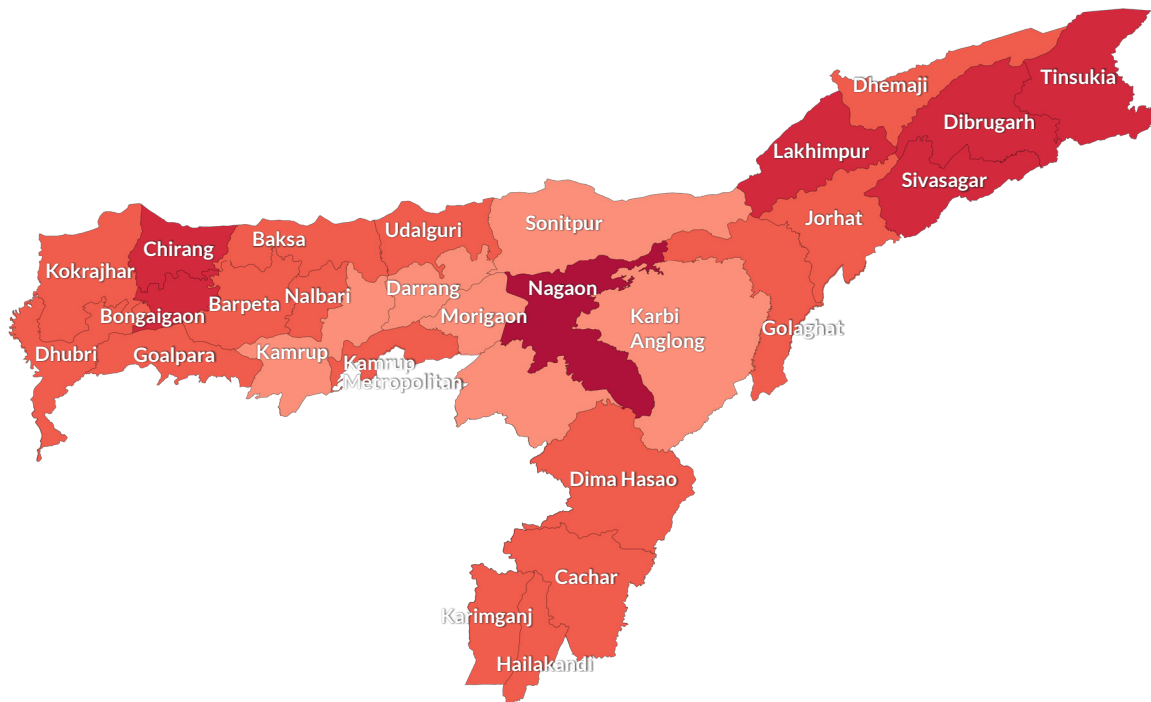 Tinsukia
Dhemaji
Dibrugarh
Lakhimpur
Sivasagar
Jorhat
Sonitpur
Udalguri
Baksa
Chirang
Kokrajhar
Nagaon
Darrang
Nalbari
Barpeta
Bongaigaon
Morigaon
Karbi
Anglong
Golaghat
Dhubri
Goalpara
Kamrup
Kamrup
Metropolitan
Dima Hasao
Cachar
Karimganj
Hailakandi